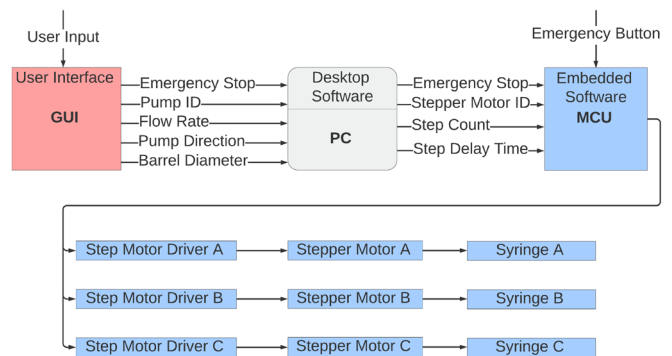 User Input
Emergency Button
User Interface
GUI
Emergency Stop
Pump ID
Flow Rate
Pump Direction
Barrel Diameter
Desktop
Software
PC
Emergency Stop
Stepper Motor ID
Step Count
Step Delay Time
Embedded
Software
MCU
Step Motor Driver A
Stepper Motor A
Syringe A
Step Motor Driver B
Stepper Motor B
Syringe B
Step Motor Driver C
Stepper Motor C
Syringe C